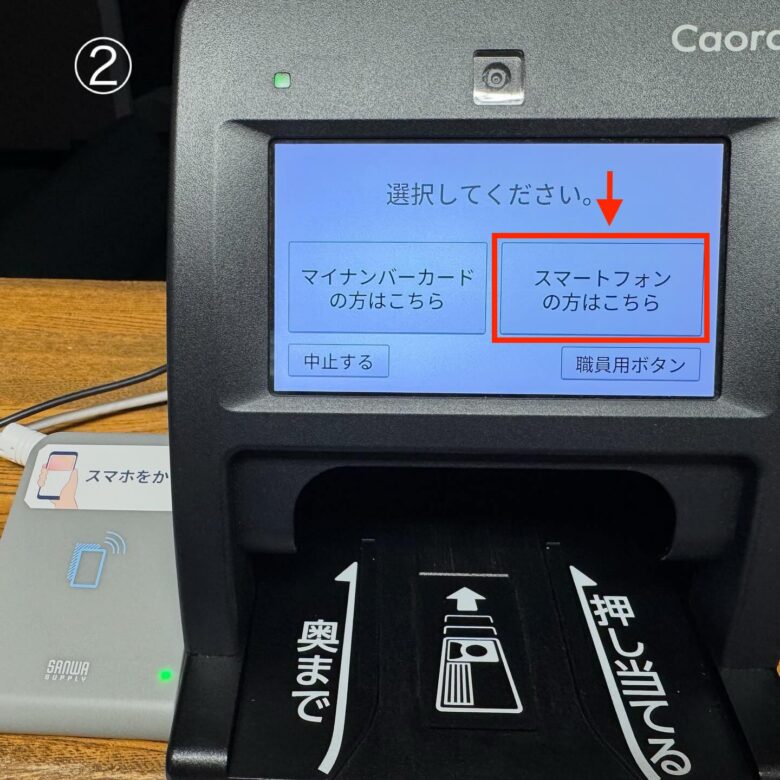 ②
Caora
選択してください。
マイナンバーカード
の方はこちら
スマートフォン
の方はこちら
中止する
職員用ボタン
スマホをか
SANWA
SUPPLY
奥まで
押し当てる